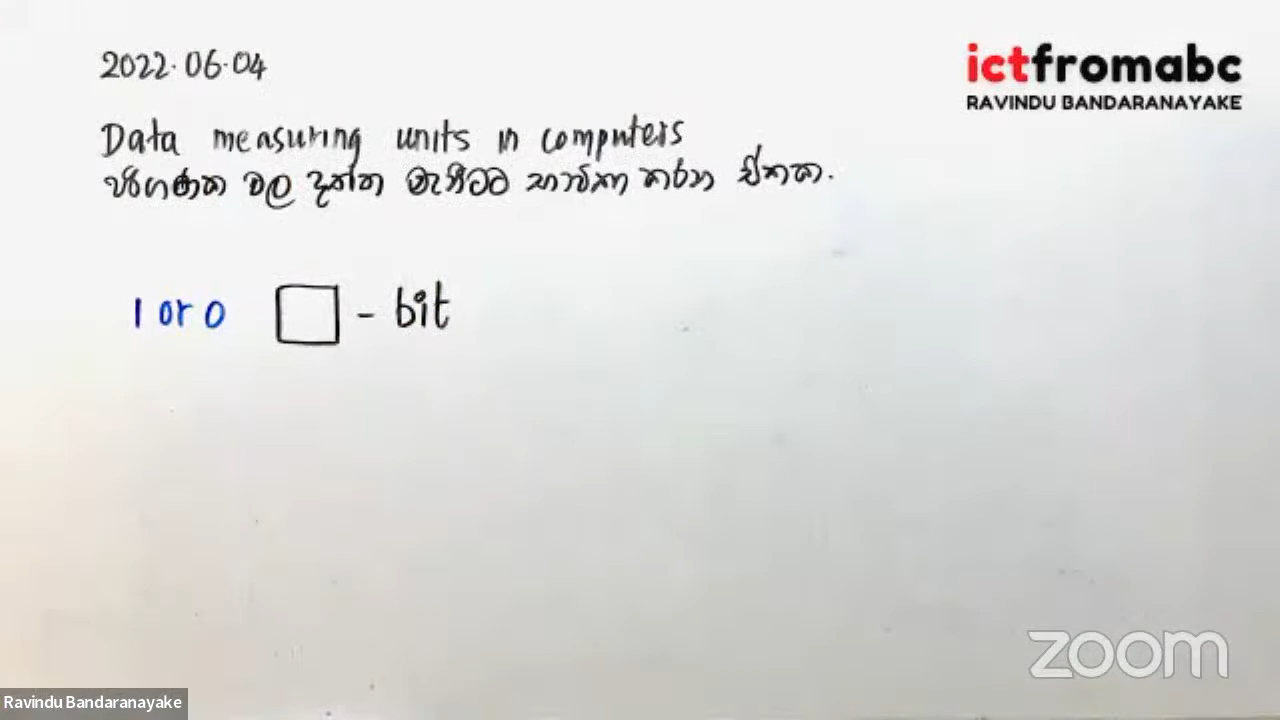 2022.06.04
ictfromabc
RAVINDU BANDARANAYAKE
Data measuring units in computers
පරිගණක වල දත්ත මැනීමට භාවිතා කරන ඒකක.
1 or 0 - bit
zoom
Ravindu Bandaranayake